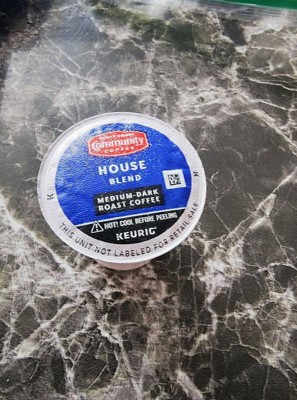 Community
COFFEE
HOUSE
BLEND
MEDIUM-DARK
ROAST COFFEE
HOT! COOL BEFORE PEELING
KEURIG
THIS UNIT NOT LABELED FOR RETAIL SALE